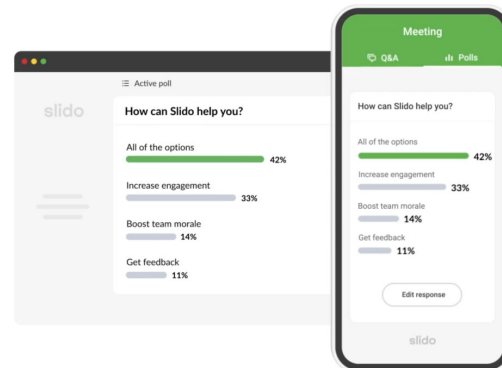 slido
Active poll
How can Slido help you?
All of the options
42%
Increase engagement
33%
Boost team morale
14%
Get feedback
11%
Meeting
Q&A
Polls
How can Slido help you?
All of the options
42%
Increase engagement
33%
Boost team morale
14%
Get feedback
11%
Edit response
slido